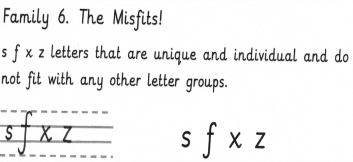 Family 6. The Misfits!
s f x z letters that are unique and individual and do
not fit with any other letter groups.
s f x z s f x z